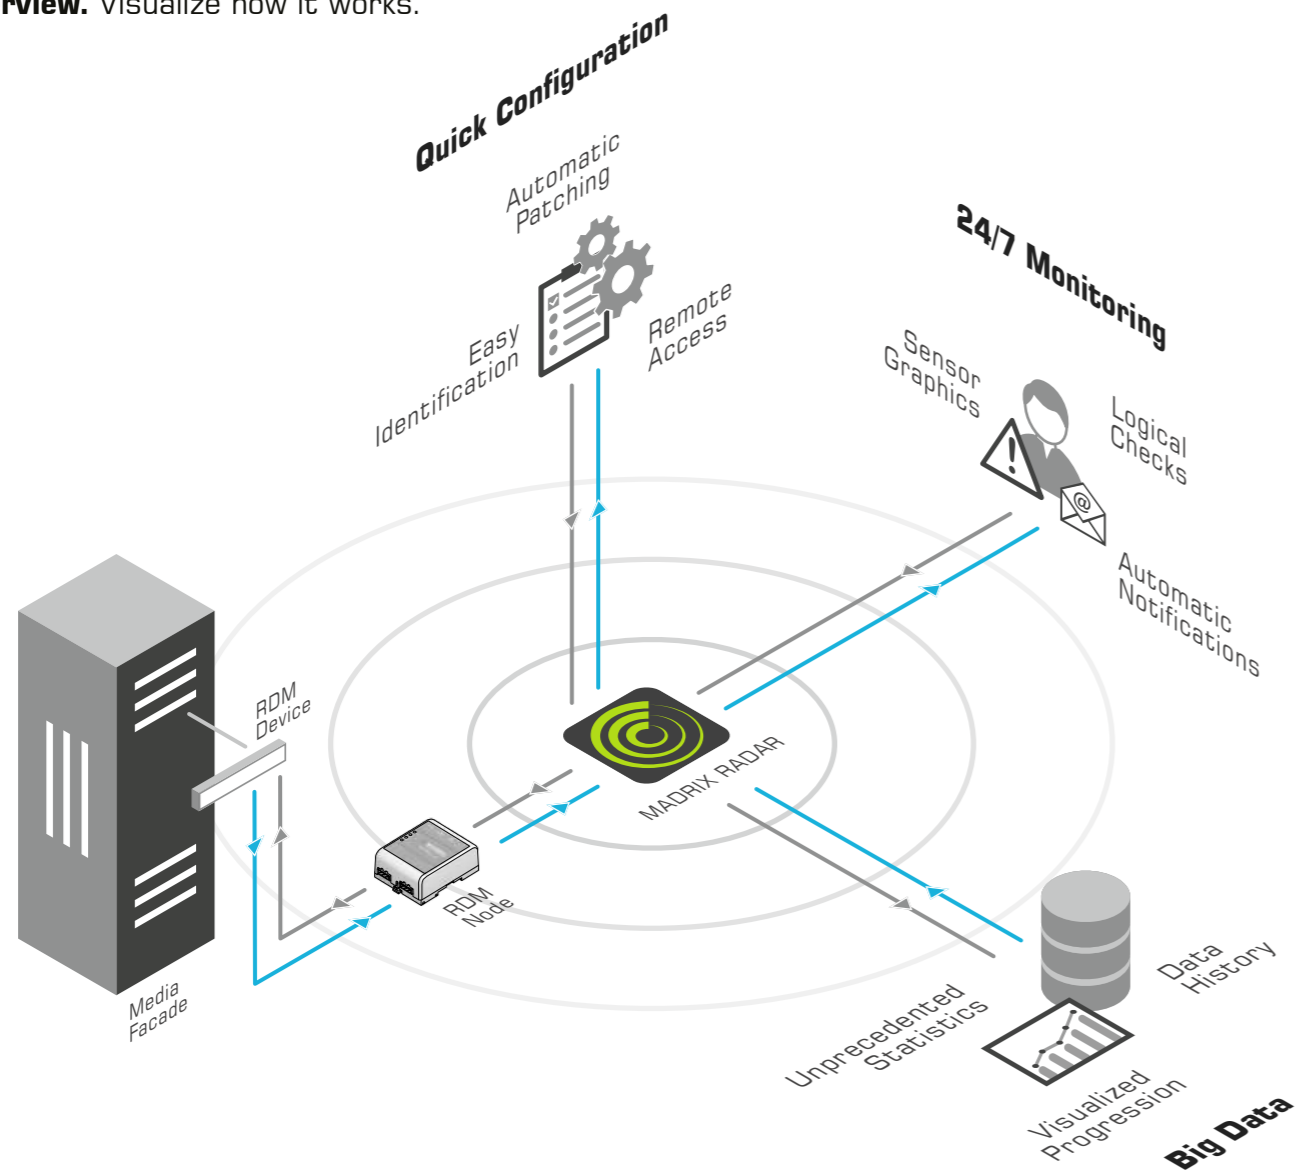 rview. Visualize how it works.
Quick Configuration
Automatic
Patching
Easy
Identification
Remote
Access
24/7 Monitoring
Sensor
Graphics
Logical
Checks
@
Automatic
Notifications
RDM
Device
MADRIX RADAR
RDM
Node
Media
Facade
Data
History
Unprecedented
Statistics
Visualized
Progression
Big Data